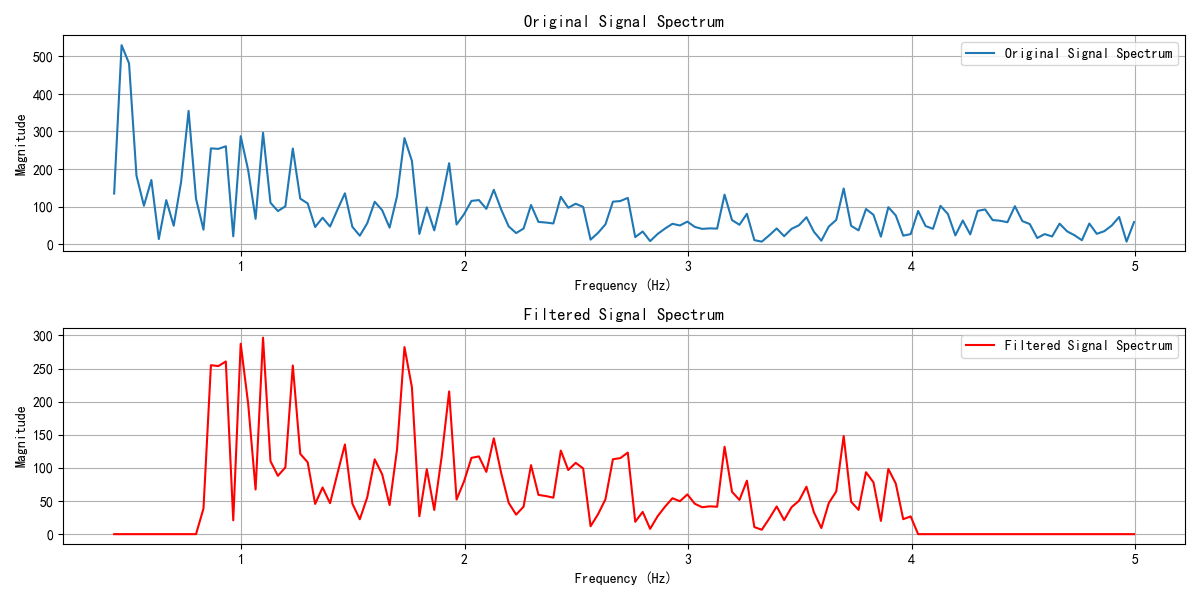 Original Signal Spectrum
Original Signal Spectrum
Magnitude
500
400
300
200
100
0
1
2
3
4
5
Frequency (Hz)
Filtered Signal Spectrum
Filtered Signal Spectrum
Magnitude
300
250
200
150
100
50
0
1
2
3
4
5
Frequency (Hz)